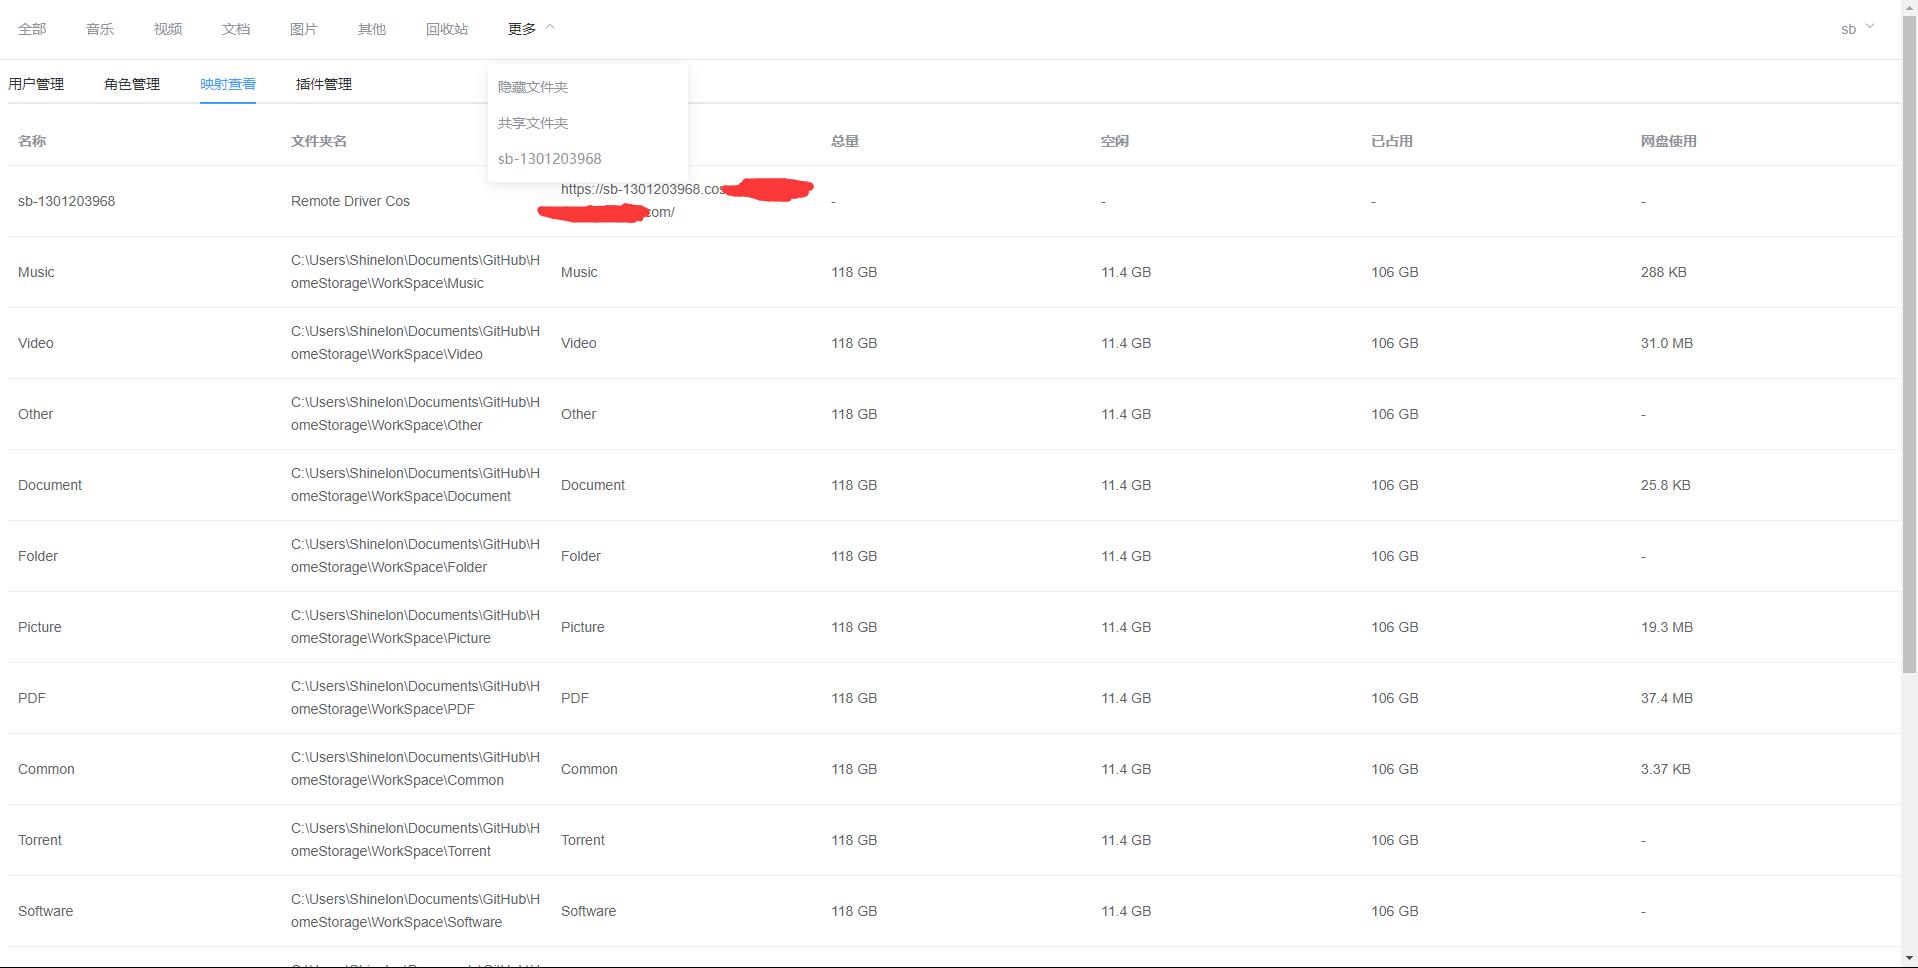 全部 音乐 视频 文档 图片 其他 回收站 更多 sb
用户管理 角色管理 映射查看 插件管理
隐藏文件夹
共享文件夹
sb-1301203968
名称 文件夹名 总量 空闲 已占用 网盘使用
sb-1301203968 Remote Driver Cos https://sb-1301203968.cos - - - -
com/
Music C:\Users\Shinelon\Documents\GitHub\H Music 118 GB 11.4 GB 106 GB 288 KB
omeStorage\WorkSpace\Music
Video C:\Users\Shinelon\Documents\GitHub\H Video 118 GB 11.4 GB 106 GB 31.0 MB
omeStorage\WorkSpace\Video
Other C:\Users\Shinelon\Documents\GitHub\H Other 118 GB 11.4 GB 106 GB -
omeStorage\WorkSpace\Other
Document C:\Users\Shinelon\Documents\GitHub\H Document 118 GB 11.4 GB 106 GB 25.8 KB
omeStorage\WorkSpace\Document
Folder C:\Users\Shinelon\Documents\GitHub\H Folder 118 GB 11.4 GB 106 GB -
omeStorage\WorkSpace\Folder
Picture C:\Users\Shinelon\Documents\GitHub\H Picture 118 GB 11.4 GB 106 GB 19.3 MB
omeStorage\WorkSpace\Picture
PDF C:\Users\Shinelon\Documents\GitHub\H PDF 118 GB 11.4 GB 106 GB 37.4 MB
omeStorage\WorkSpace\PDF
Common C:\Users\Shinelon\Documents\GitHub\H Common 118 GB 11.4 GB 106 GB 3.37 KB
omeStorage\WorkSpace\Common
Torrent C:\Users\Shinelon\Documents\GitHub\H Torrent 118 GB 11.4 GB 106 GB -
omeStorage\WorkSpace\Torrent
Software C:\Users\Shinelon\Documents\GitHub\H Software 118 GB 11.4 GB 106 GB -
omeStorage\WorkSpace\Software